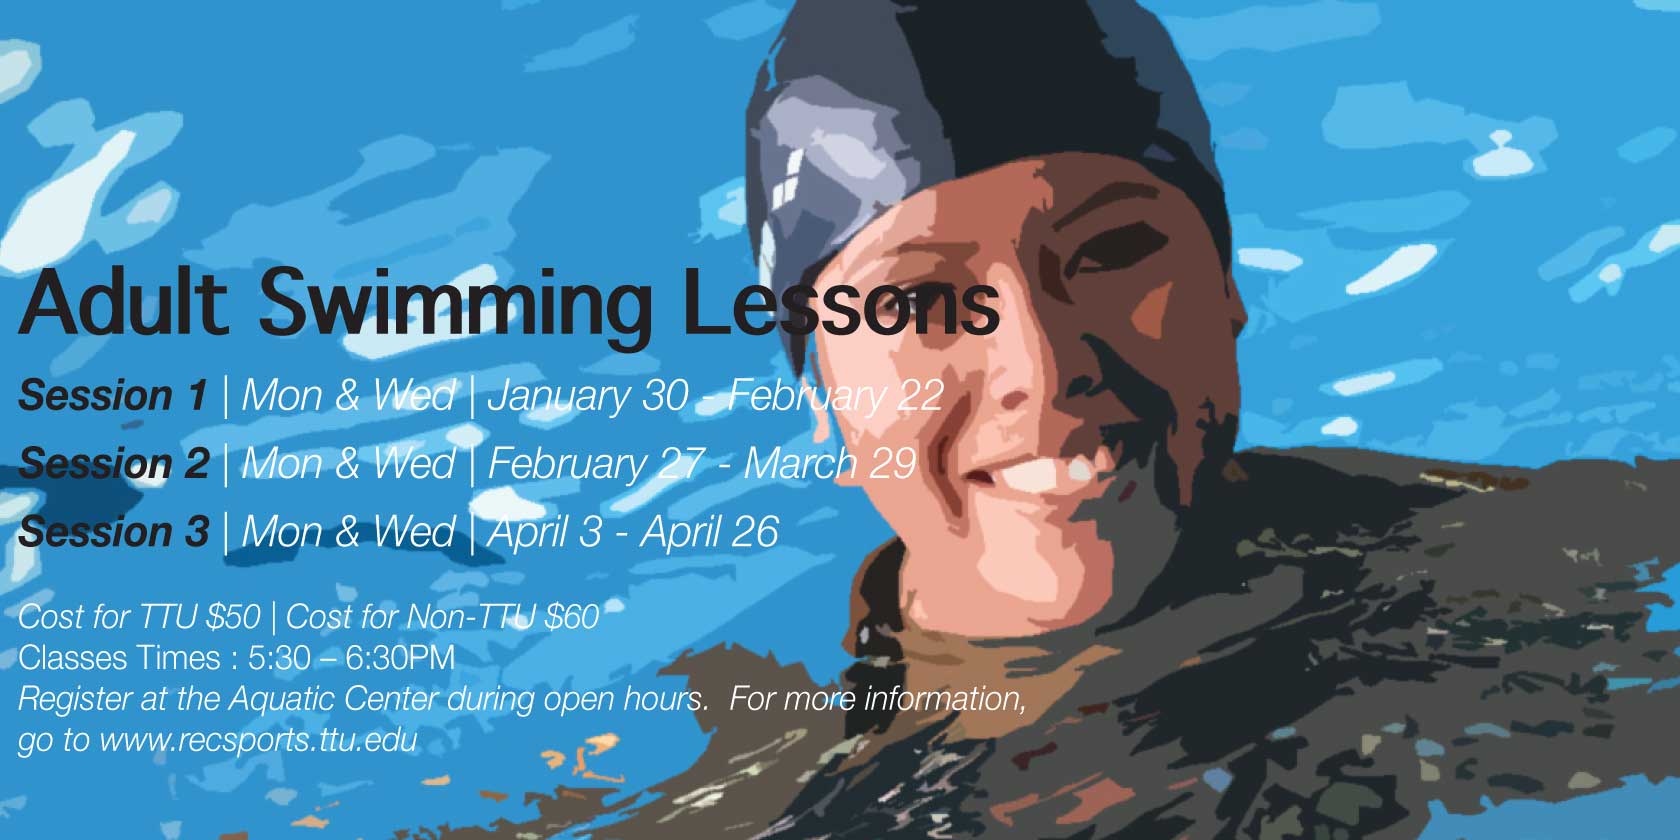 Adult Swimming Lessons
Session 1 | Mon & Wed | January 30 - February 22
Session 2 | Mon & Wed | February 27 - March 29
Session 3 | Mon & Wed | April 3 - April 26
Cost for TTU $50 | Cost for Non-TTU $60
Classes Times : 5:30 – 6:30PM
Register at the Aquatic Center during open hours.  For more information,
go to www.recsports.ttu.edu